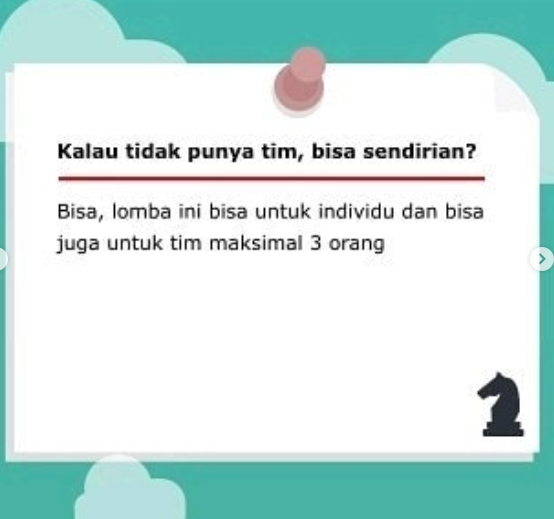 Kalau tidak punya tim, bisa sendirian?
Bisa, lomba ini bisa untuk individu dan bisa
juga untuk tim maksimal 3 orang